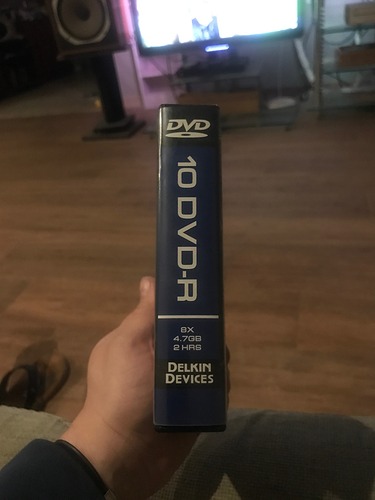 DVD
10 DVD-R
8X
4.7GB
2 HRS
DELKIN
DEVICES